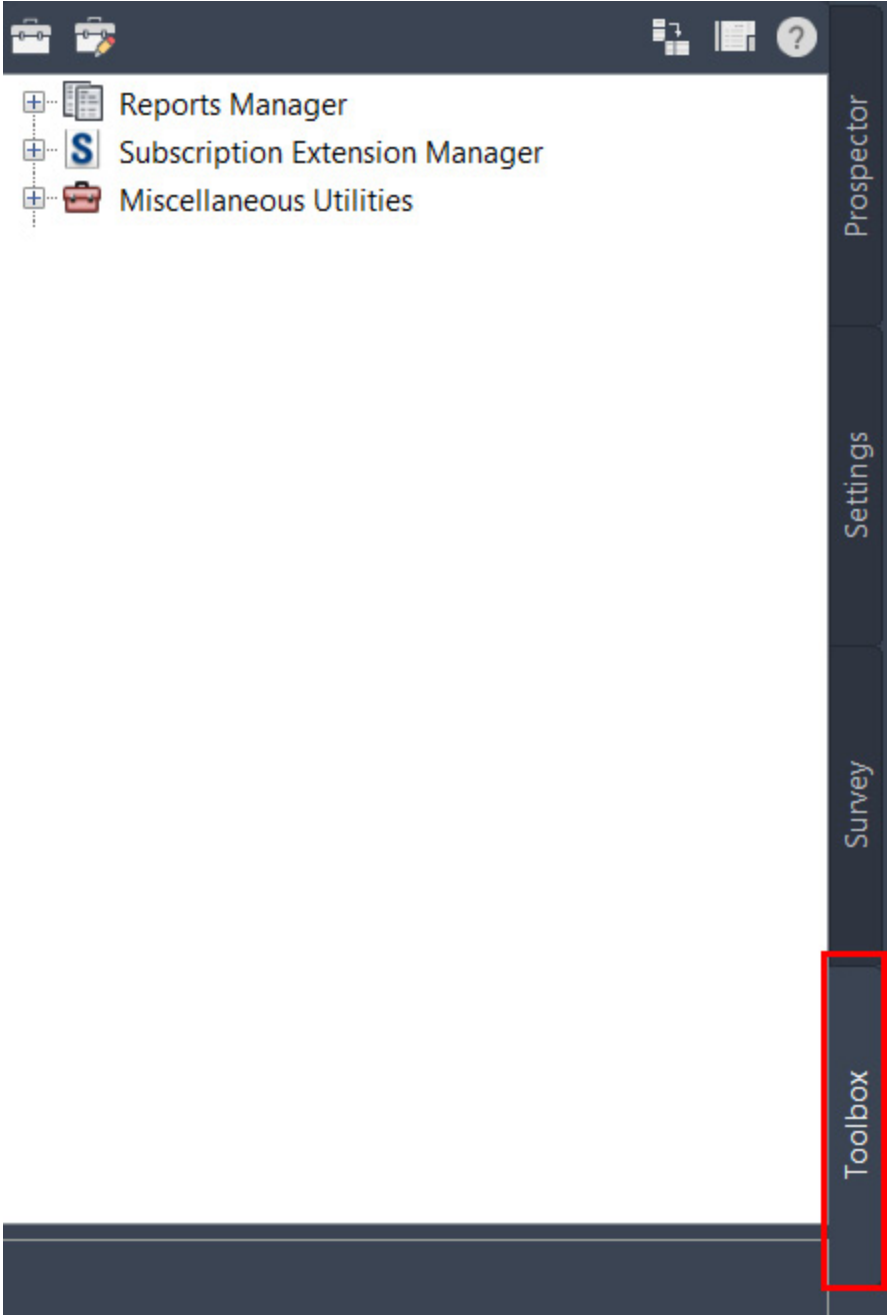 ?
Reports Manager
S Subscription Extension Manager
Miscellaneous Utilities
Prospector
Settings
Survey
Toolbox